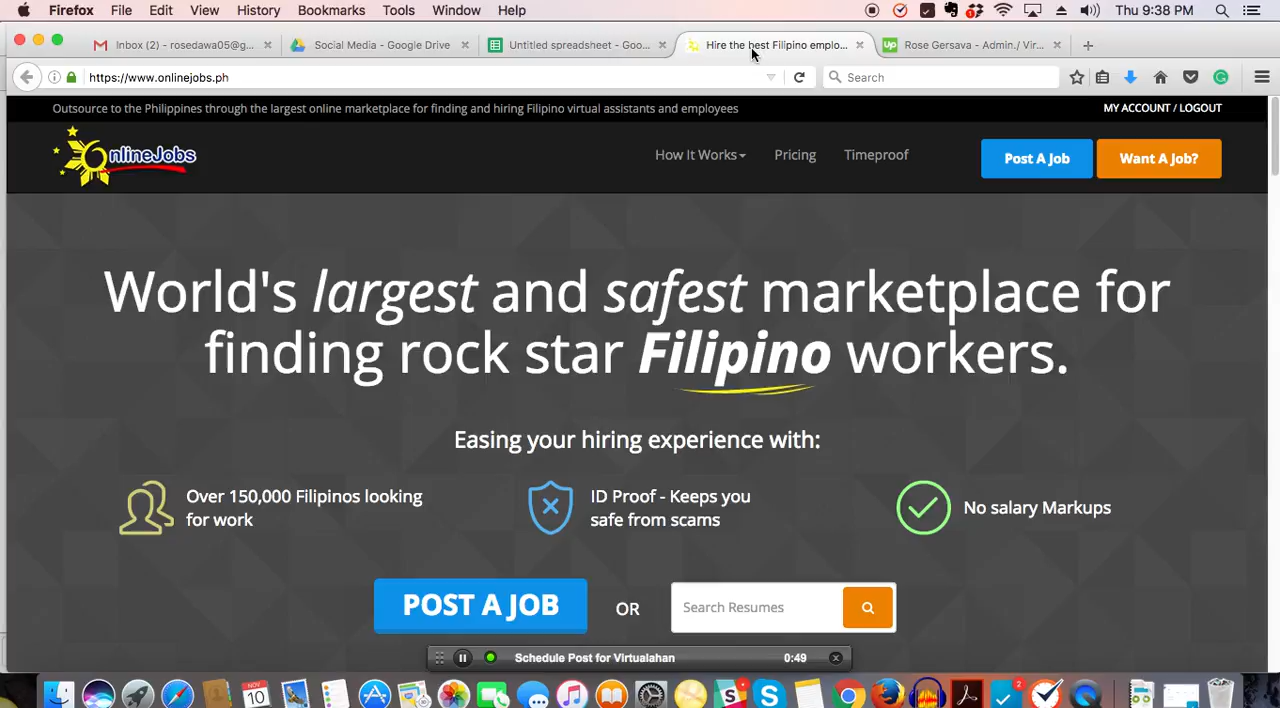 Firefox File Edit View History Bookmarks Tools Window Help Thu 9:38 PM
Inbox (2) - rosedawa05@g... Social Media - Google Drive Untitled spreadsheet - Goo... Hire the best Filipino emplo... Rose Gersava - Admin./ Vir...
https://www.onlinejobs.ph Search
Outsource to the Philippines through the largest online marketplace for finding and hiring Filipino virtual assistants and employees MY ACCOUNT / LOGOUT
OnlineJobs How It Works Pricing Timeproof Post A Job Want A Job?
World's largest and safest marketplace for
finding rock star Filipino workers.
Easing your hiring experience with:
Over 150,000 Filipinos looking
for work
ID Proof - Keeps you
safe from scams
No salary Markups
POST A JOB OR Search Resumes
Schedule Post for Virtualahan 0:49
NOV
10
2